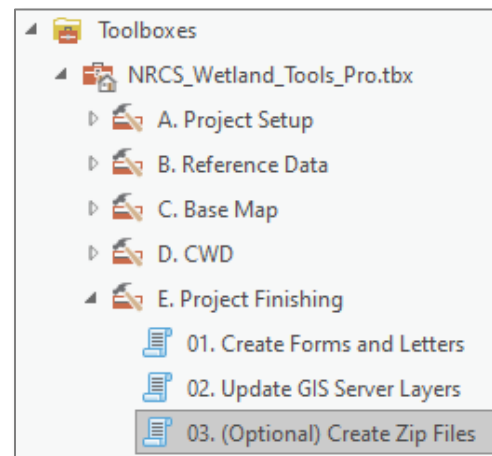 Toolboxes
NRCS_Wetland_Tools_Pro.tbx
A. Project Setup
B. Reference Data
C. Base Map
D. CWD
E. Project Finishing
01. Create Forms and Letters
02. Update GIS Server Layers
03. (Optional) Create Zip Files